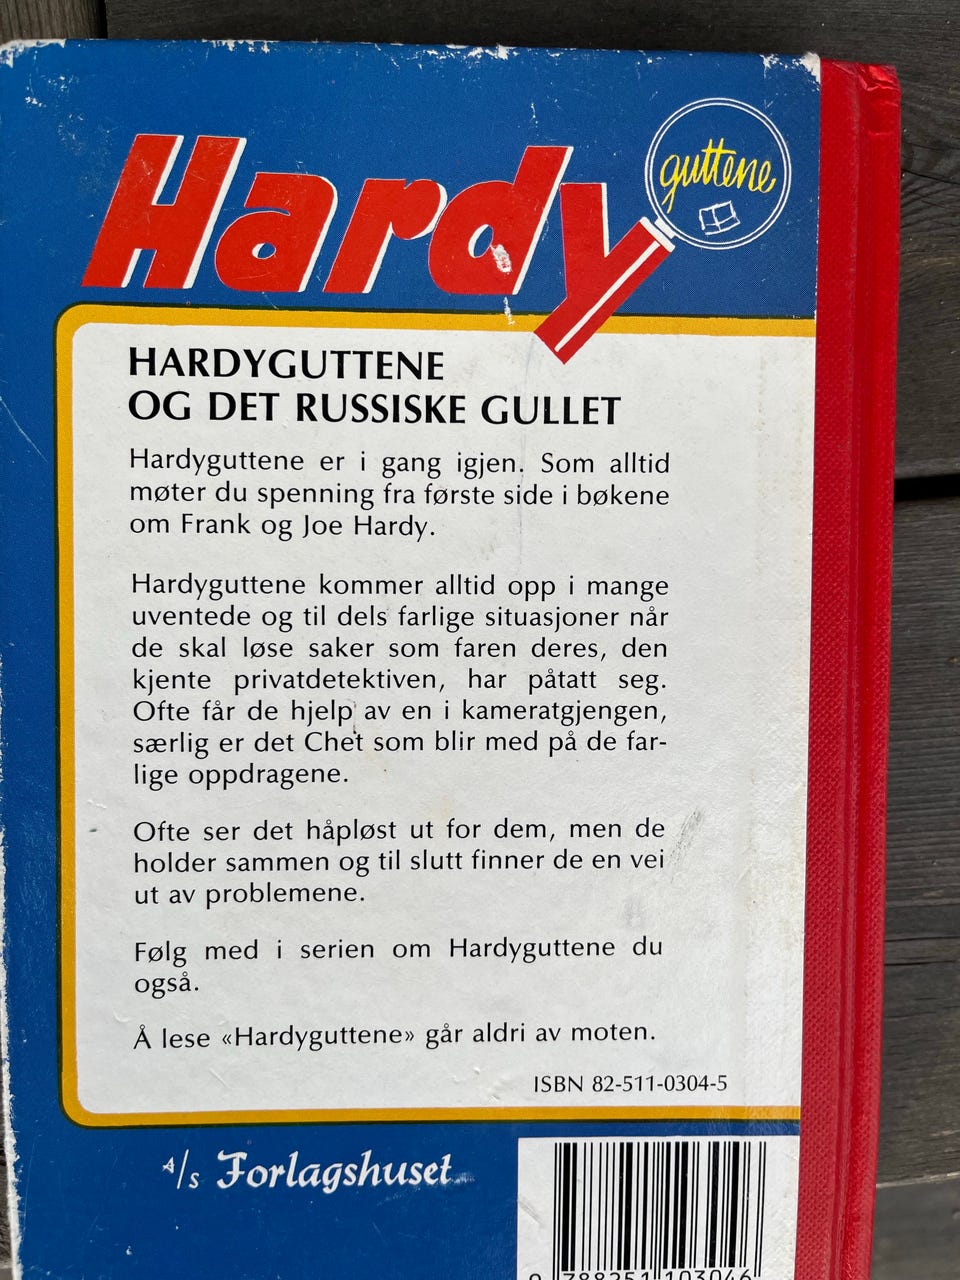 Hardy
guttene
HARDYGUTTENE
OG DET RUSSISKE GULLET
Hardyguttene er i gang igjen. Som alltid
møter du spenning fra første side i bøkene
om Frank og Joe Hardy.
Hardyguttene kommer alltid opp i mange
uventede og til dels farlige situasjoner når
de skal løse saker som faren deres, den
kjente privatdetektiven, har påtatt seg.
Ofte får de hjelp av en i kameratgjengen,
særlig er det Chet som blir med på de far-
lige oppdragene.
Ofte ser det håpløst ut for dem, men de
holder sammen og til slutt finner de en vei
ut av problemene.
Følg med i serien om Hardyguttene du
også.
Å lese «Hardyguttene» går aldri av moten.
ISBN 82-511-0304-5
A/s Forlagshuset
9 788251 103046